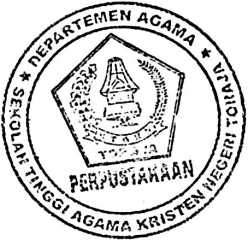 ★ DEPARTEMEN AGAMA ★
SEKOLAH TINGGI AGAMA KRISTEN NEGERI TORAJA
PERPUSTAKAAN